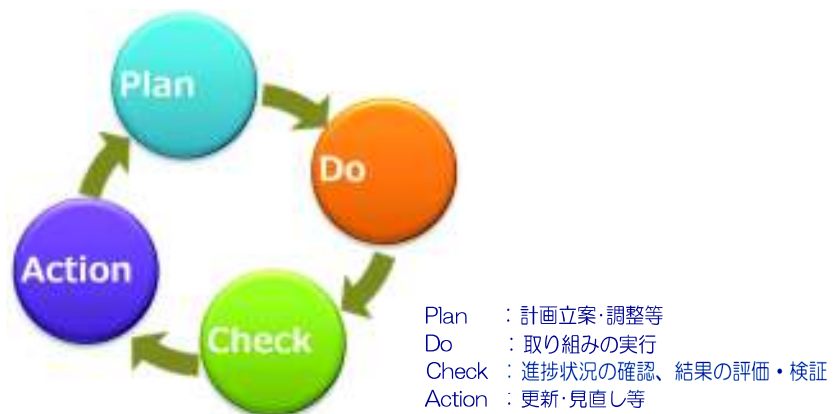 Plan
Do
Action
Check
Plan :計画立案・調整等
Do :取り組みの実行
Check :進捗状況の確認、結果の評価・検証
Action :更新・見直し等